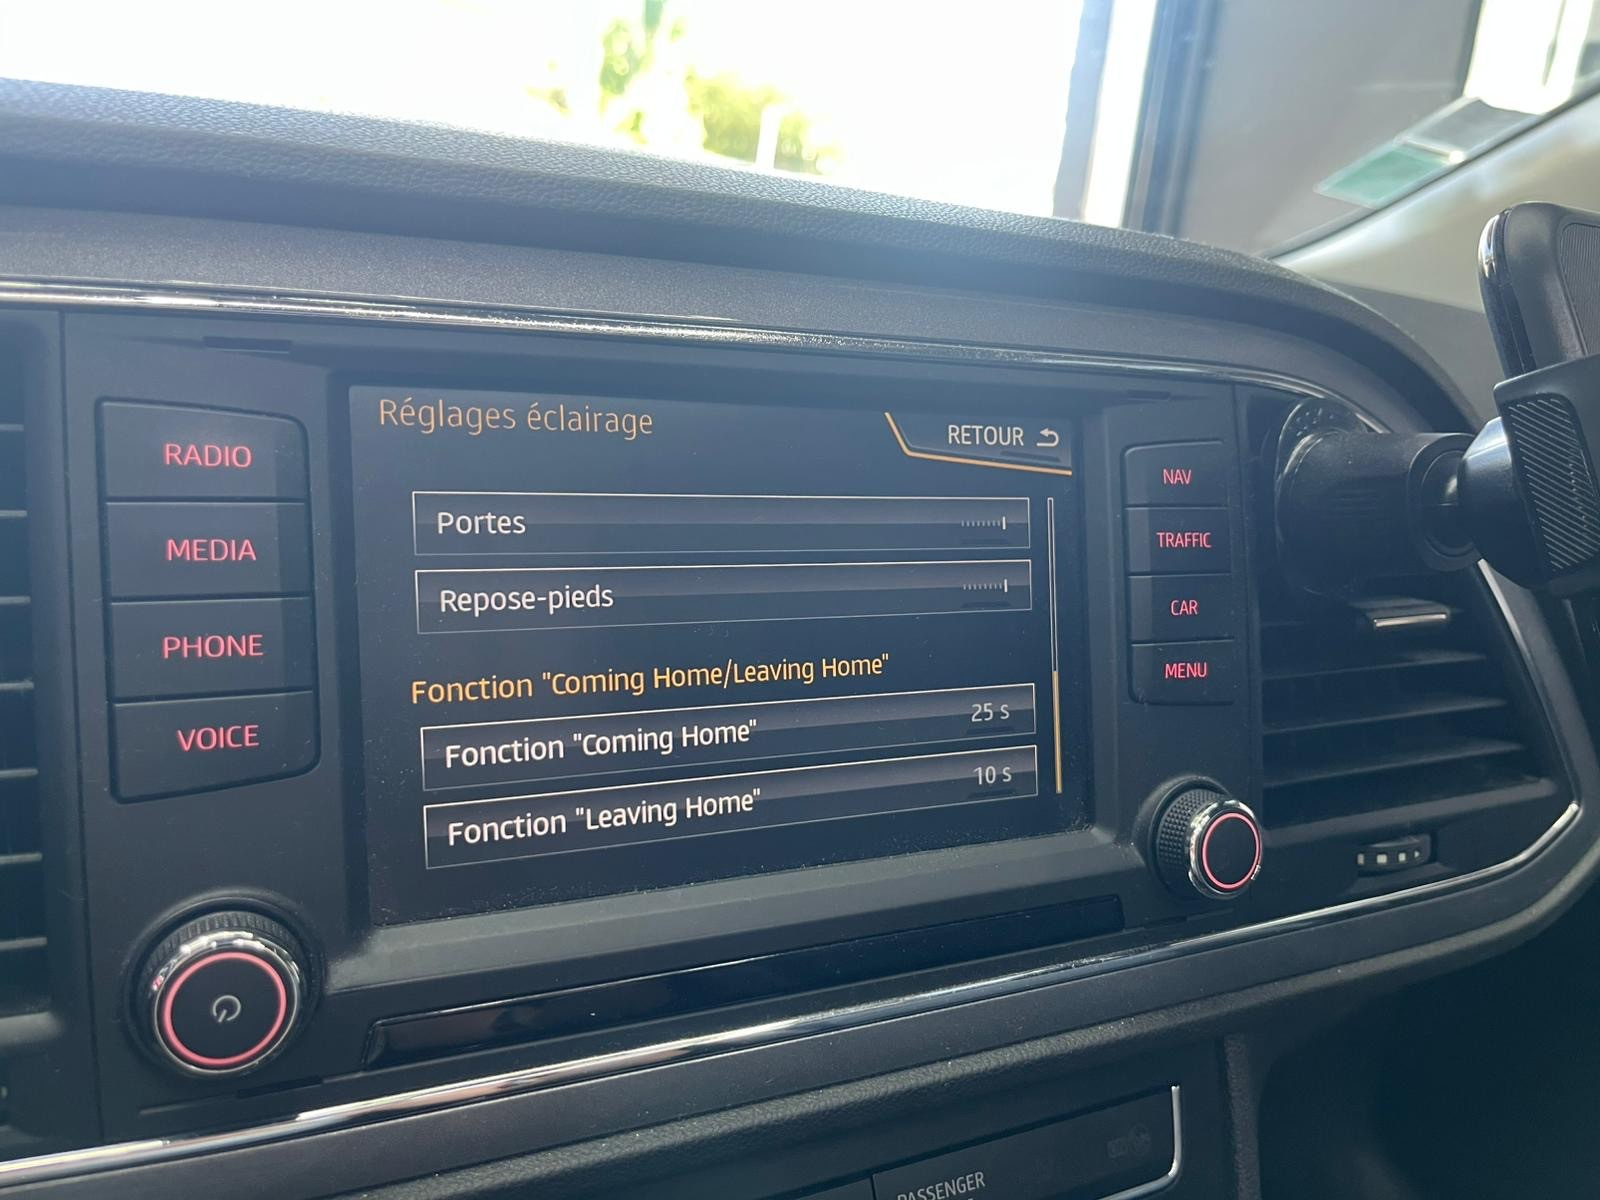 Réglages éclairage
RETOUR
Portes
Repose-pieds
Fonction "Coming Home/Leaving Home"
Fonction "Coming Home" 25 s
Fonction "Leaving Home" 10 s
RADIO
MEDIA
PHONE
VOICE
NAV
TRAFFIC
CAR
MENU
PASSENGER